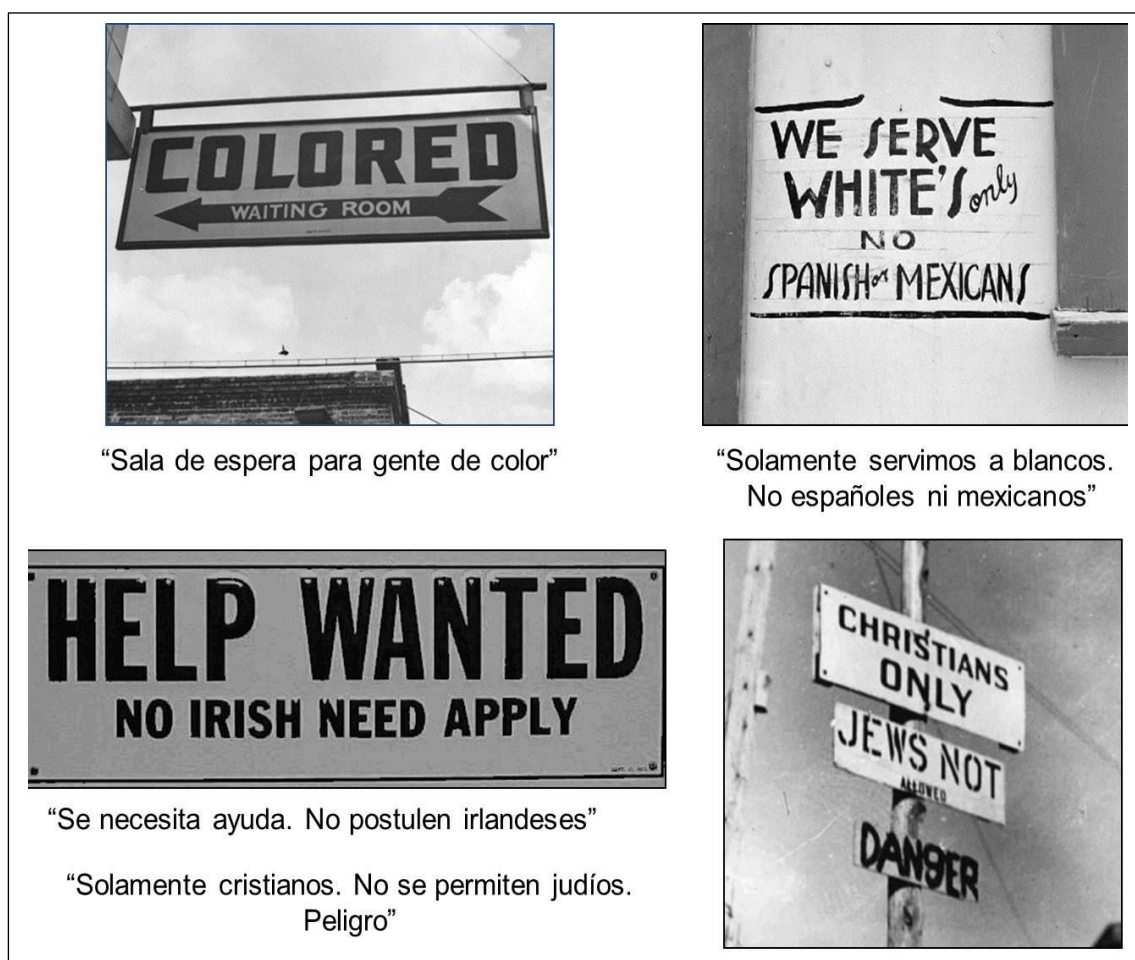 COLORED
WAITING ROOM
“Sala de espera para gente de color”
WE SERVE
WHITE'S only
NO
SPANISH or MEXICANS
“Solamente servimos a blancos.
No españoles ni mexicanos”
HELP WANTED
NO IRISH NEED APPLY
“Se necesita ayuda. No postulen irlandeses”
“Solamente cristianos. No se permiten judíos.
Peligro”
CHRISTIANS
ONLY
JEWS NOT
ALLOWED
DANGER